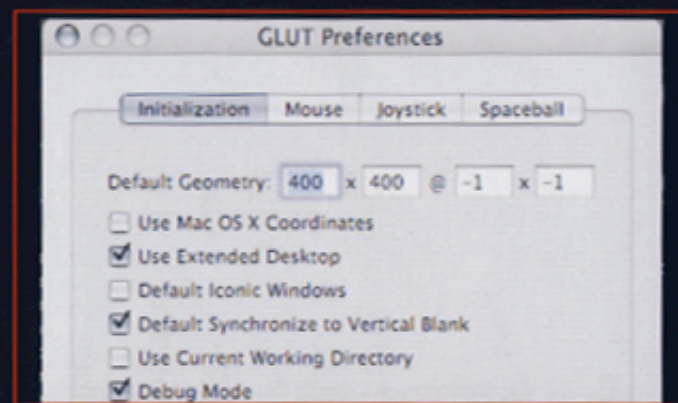 GLUT Preferences
Initialization Mouse Joystick Spaceball
Default Geometry: 400 x 400 @ -1 x -1
Use Mac OS X Coordinates
Use Extended Desktop
Default Iconic Windows
Default Synchronize to Vertical Blank
Use Current Working Directory
Debug Mode